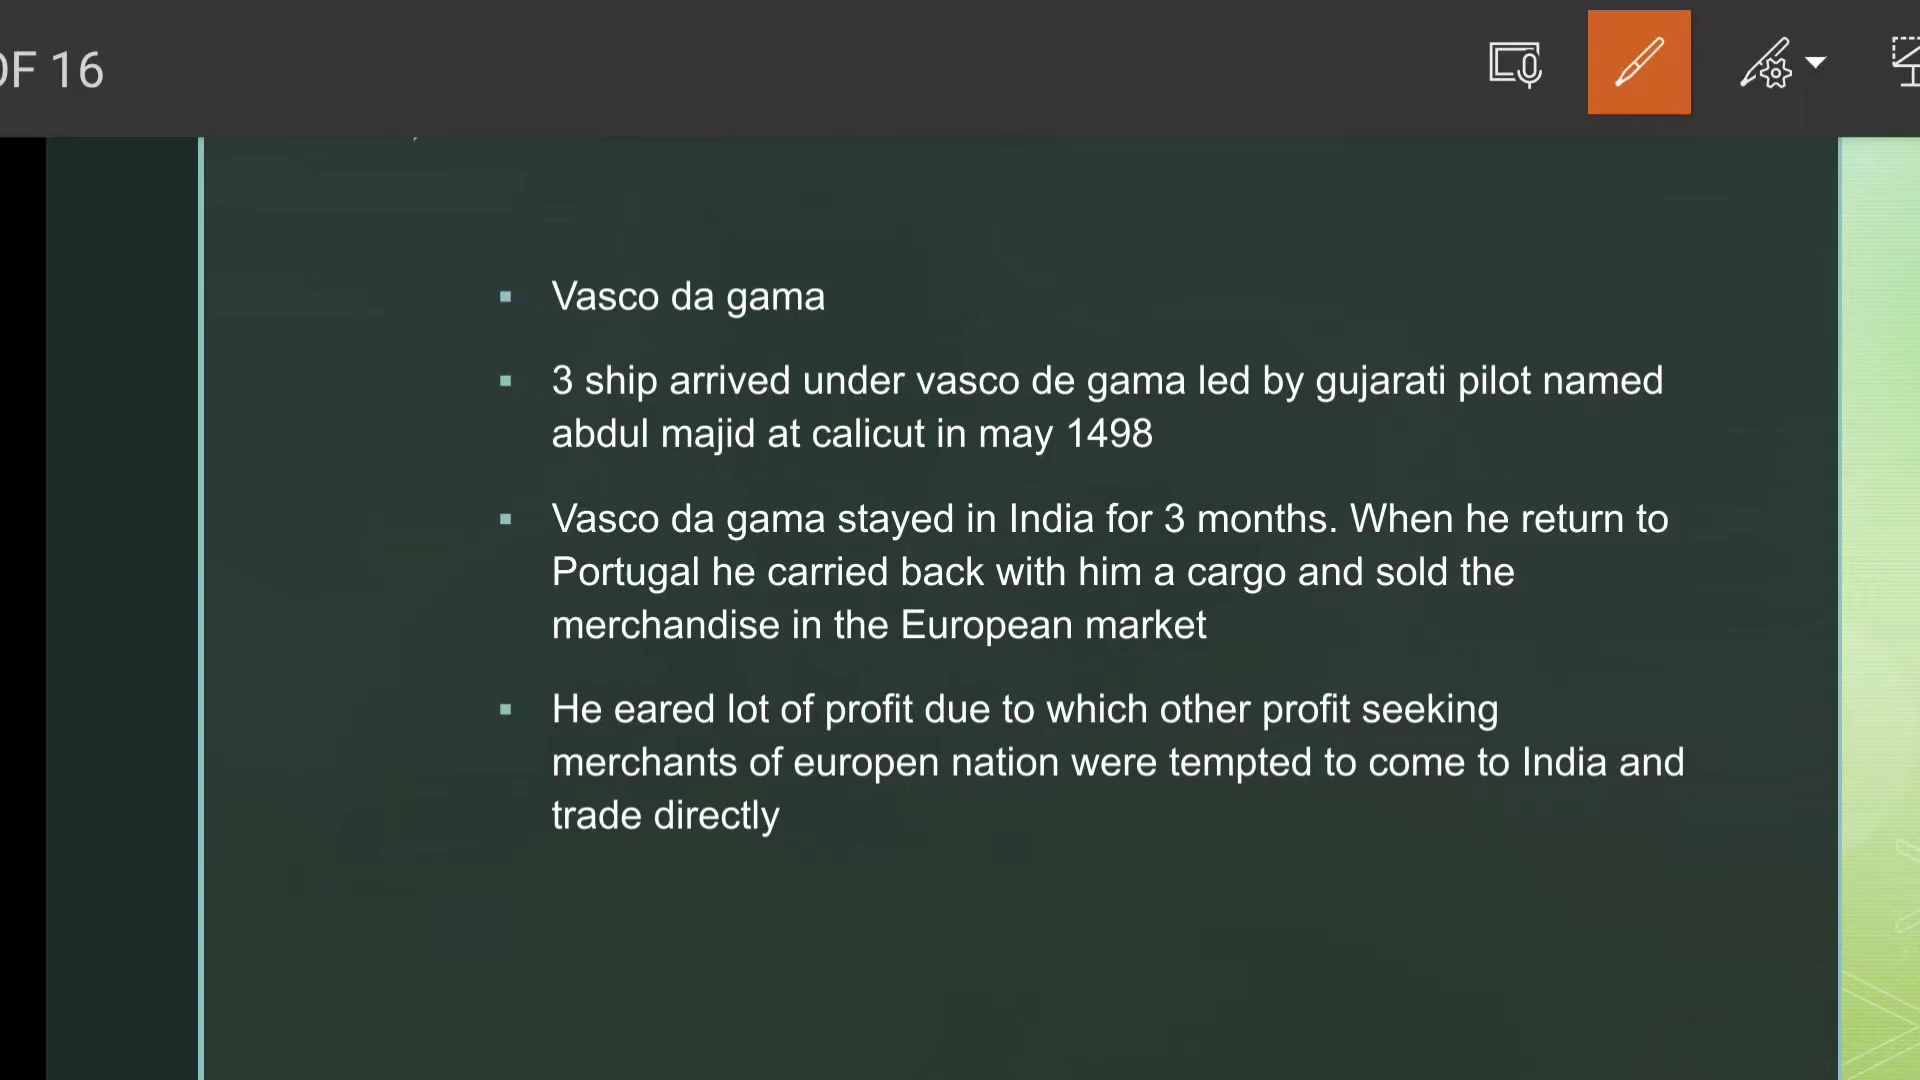 OF 16
Vasco da gama
3 ship arrived under vasco de gama led by gujarati pilot named
abdul majid at calicut in may 1498
Vasco da gama stayed in India for 3 months. When he return to
Portugal he carried back with him a cargo and sold the
merchandise in the European market
He eared lot of profit due to which other profit seeking
merchants of europen nation were tempted to come to India and
trade directly